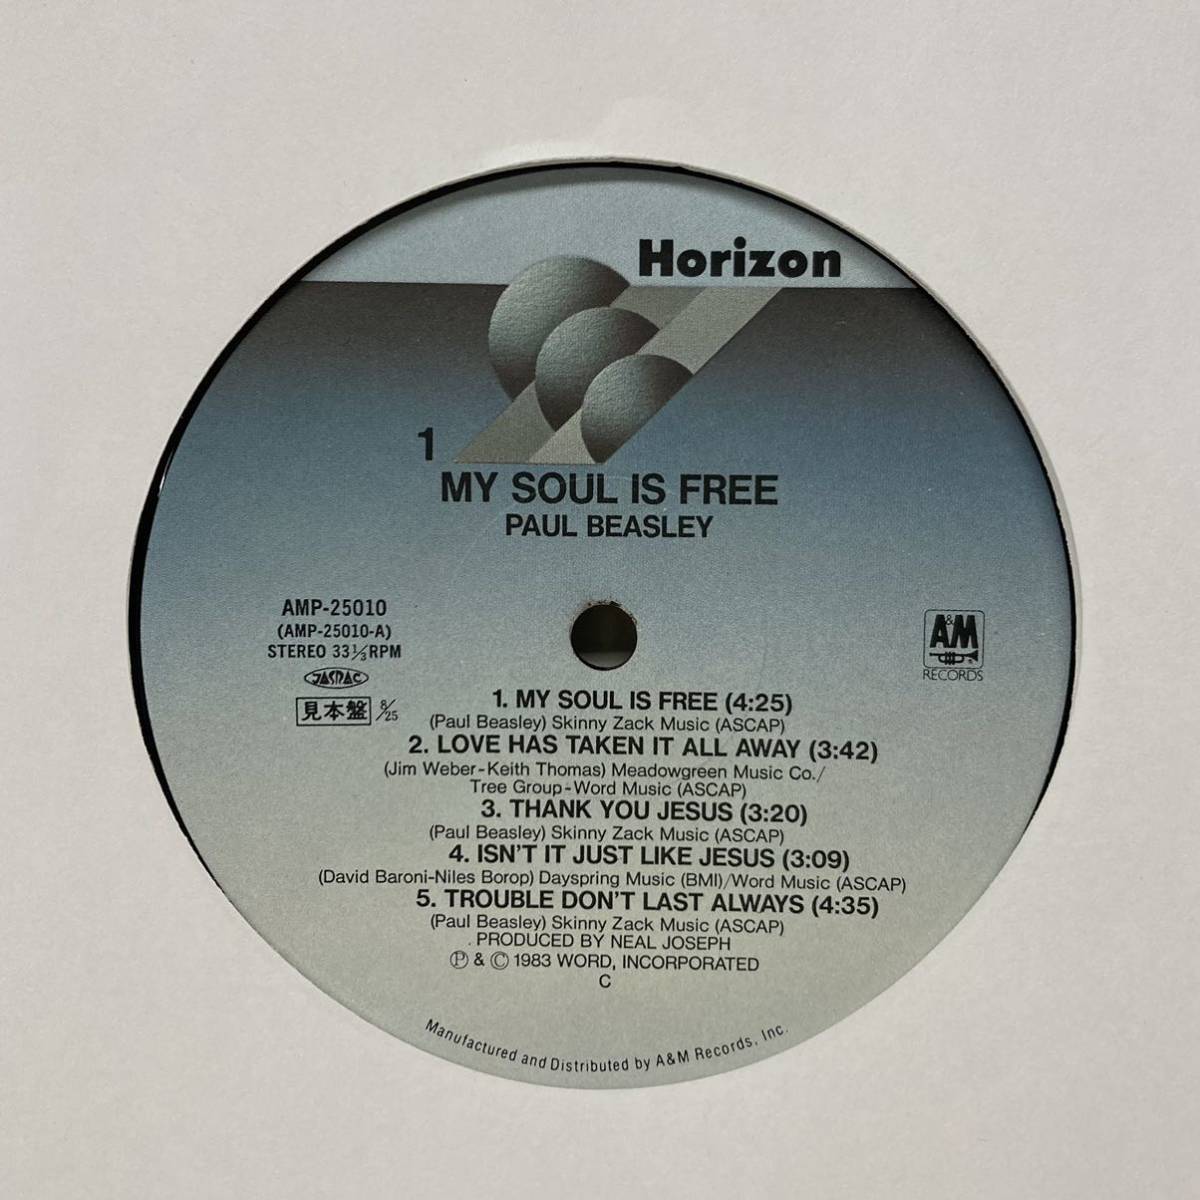 Horizon
1
MY SOUL IS FREE
PAUL BEASLEY
AMP-25010
(AMP-25010-A)
STEREO 33⅓RPM
JASRAC
見本盤 8/25
A&M
RECORDS
1. MY SOUL IS FREE (4:25)
(Paul Beasley) Skinny Zack Music (ASCAP)
2. LOVE HAS TAKEN IT ALL AWAY (3:42)
(Jim Weber-Keith Thomas) Meadowgreen Music Co./
Tree Group-Word Music (ASCAP)
3. THANK YOU JESUS (3:20)
(Paul Beasley) Skinny Zack Music (ASCAP)
4. ISN'T IT JUST LIKE JESUS (3:09)
(David Baroni-Niles Borop) Dayspring Music (BMI)/Word Music (ASCAP)
5. TROUBLE DON'T LAST ALWAYS (4:35)
(Paul Beasley) Skinny Zack Music (ASCAP)
PRODUCED BY NEAL JOSEPH
Ⓟ & © 1983 WORD, INCORPORATED
C
Manufactured and Distributed by A&M Records, Inc.